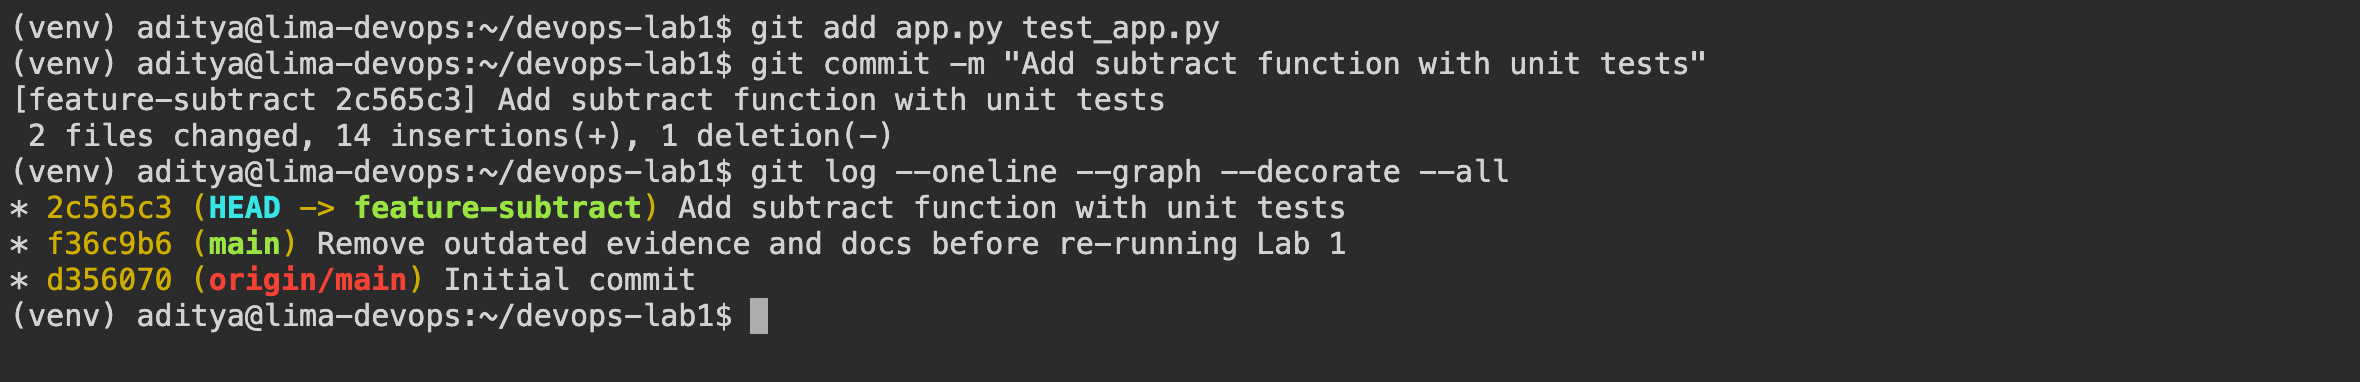 (venv) aditya@lima-devops:~/devops-lab1$ git add app.py test_app.py
(venv) aditya@lima-devops:~/devops-lab1$ git commit -m "Add subtract function with unit tests"
[feature-subtract 2c565c3] Add subtract function with unit tests
 2 files changed, 14 insertions(+), 1 deletion(-)
(venv) aditya@lima-devops:~/devops-lab1$ git log --oneline --graph --decorate --all
* 2c565c3 (HEAD -> feature-subtract) Add subtract function with unit tests
* f36c9b6 (main) Remove outdated evidence and docs before re-running Lab 1
* d356070 (origin/main) Initial commit
(venv) aditya@lima-devops:~/devops-lab1$